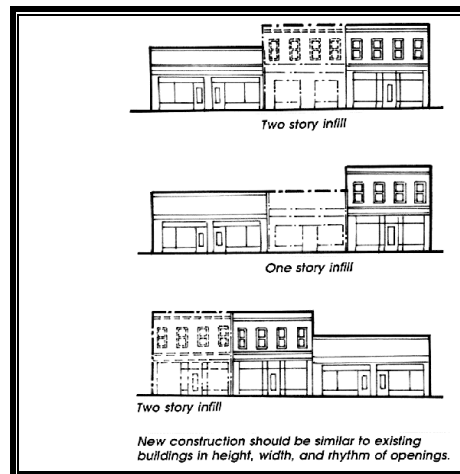 Two story infill
One story infill
Two story infill
New construction should be similar to existing
buildings in height, width, and rhythm of openings.